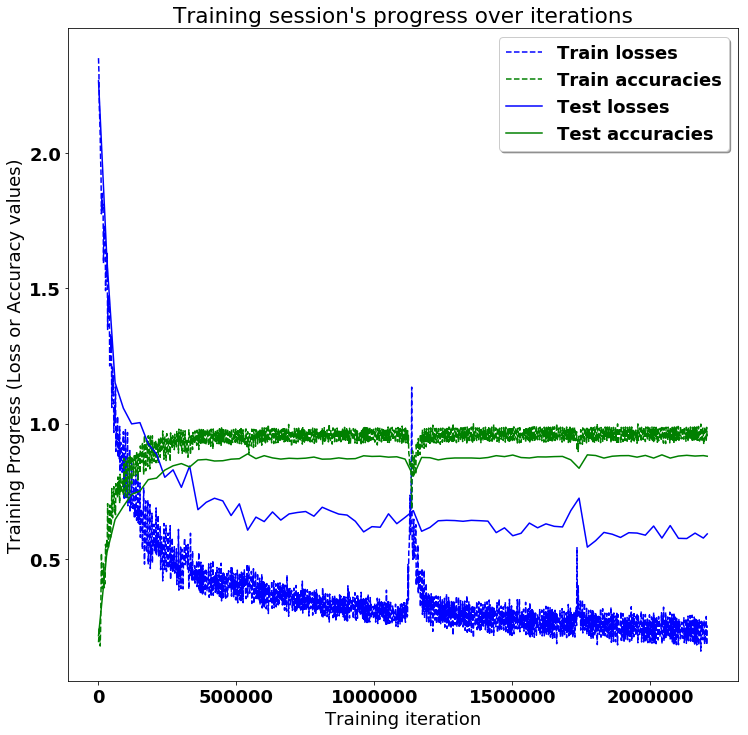 Training session's progress over iterations
Train losses
Train accuracies
Test losses
Test accuracies
Training Progress (Loss or Accuracy values)
2.0
1.5
1.0
0.5
0 500000 1000000 1500000 2000000
Training iteration